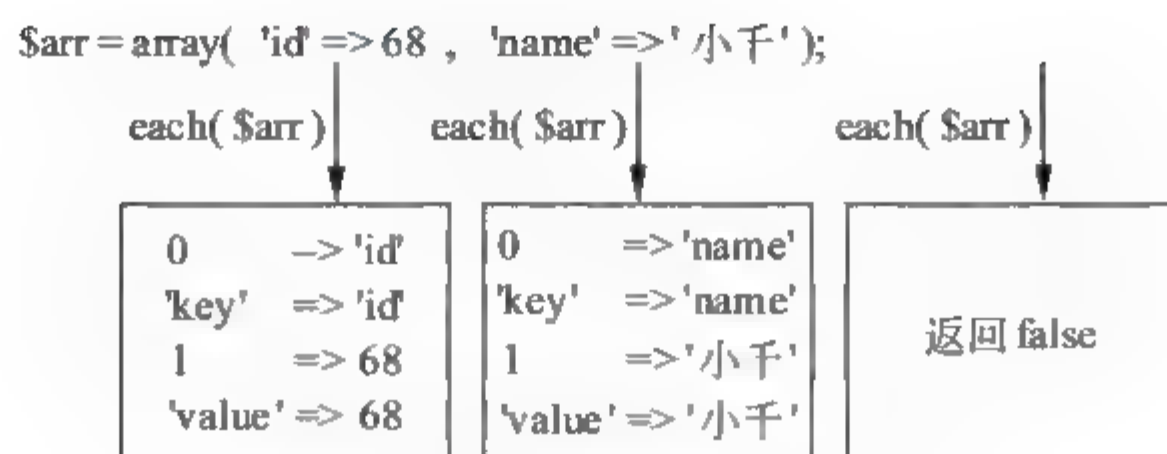 $arr=array( 'id'=>68 , 'name'=>'小千');
each( $arr ) each( $arr ) each( $arr )
0 –> 'id'
'key' => 'id'
1 => 68
'value' => 68
0 => 'name'
'key' => 'name'
1 => '小千'
'value' => '小千'
返回 false